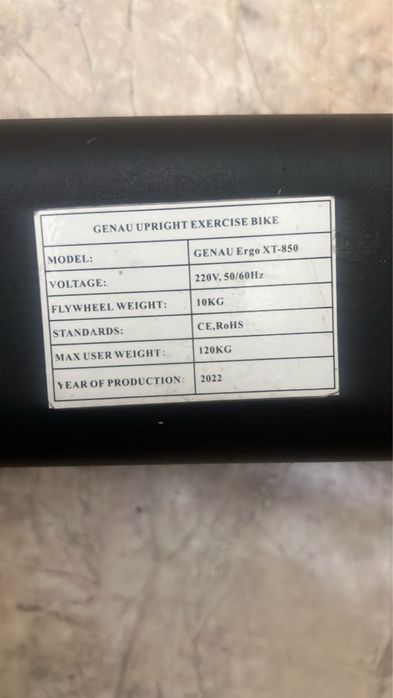 GENAU UPRIGHT EXERCISE BIKE
MODEL: GENAU Ergo XT-850
VOLTAGE: 220V, 50/60Hz
FLYWHEEL WEIGHT: 10KG
STANDARDS: CE,RoHS
MAX USER WEIGHT: 120KG
YEAR OF PRODUCTION: 2022